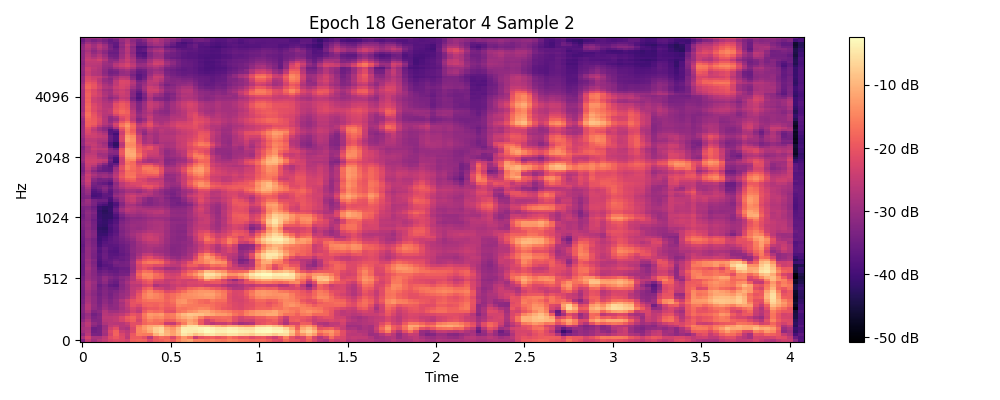 Epoch 18 Generator 4 Sample 2
Hz
4096
2048
1024
512
0
0 0.5 1 1.5 2 2.5 3 3.5 4
Time
-10 dB
-20 dB
-30 dB
-40 dB
-50 dB